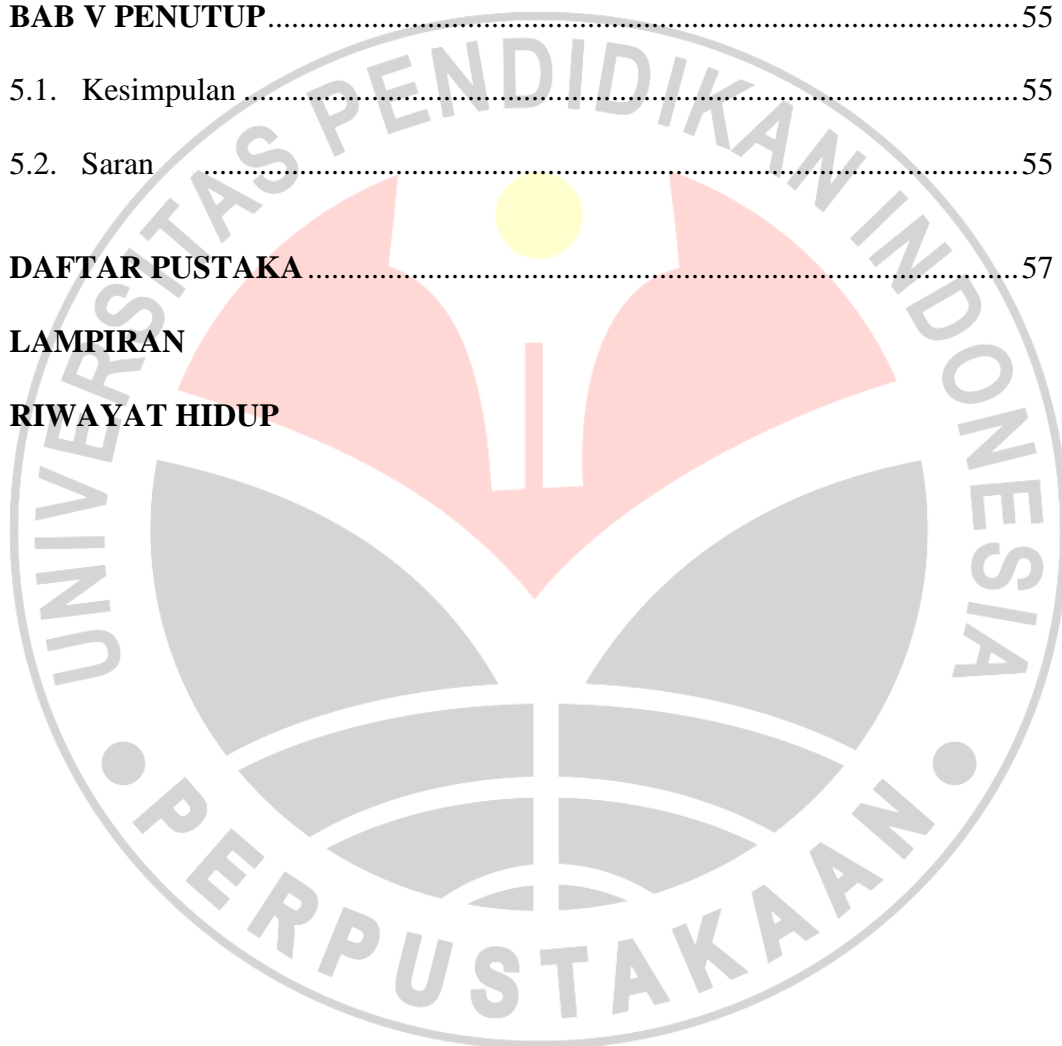 BAB V PENUTUP........................................................................................55
5.1. Kesimpulan ........................................................................................55
5.2. Saran ........................................................................................55
DAFTAR PUSTAKA........................................................................................57
LAMPIRAN
RIWAYAT HIDUP
UNIVERSITAS PENDIDIKAN INDONESIA
PERPUSTAKAAN